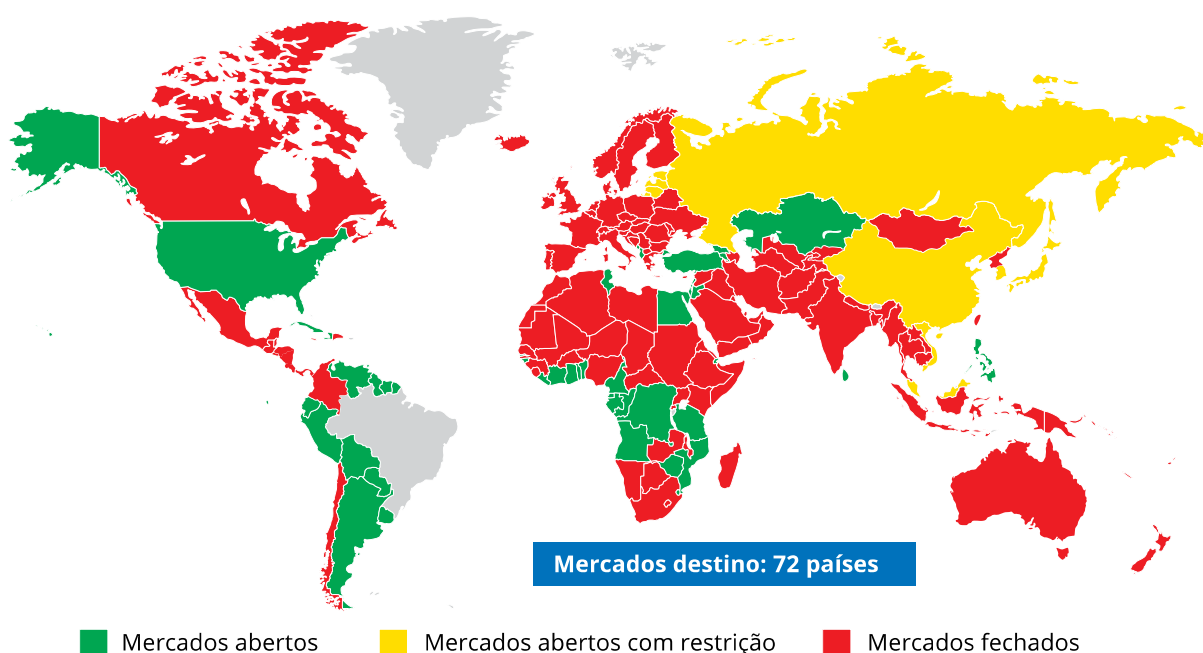 Mercados destino: 72 países
Mercados abertos
Mercados abertos com restrição
Mercados fechados